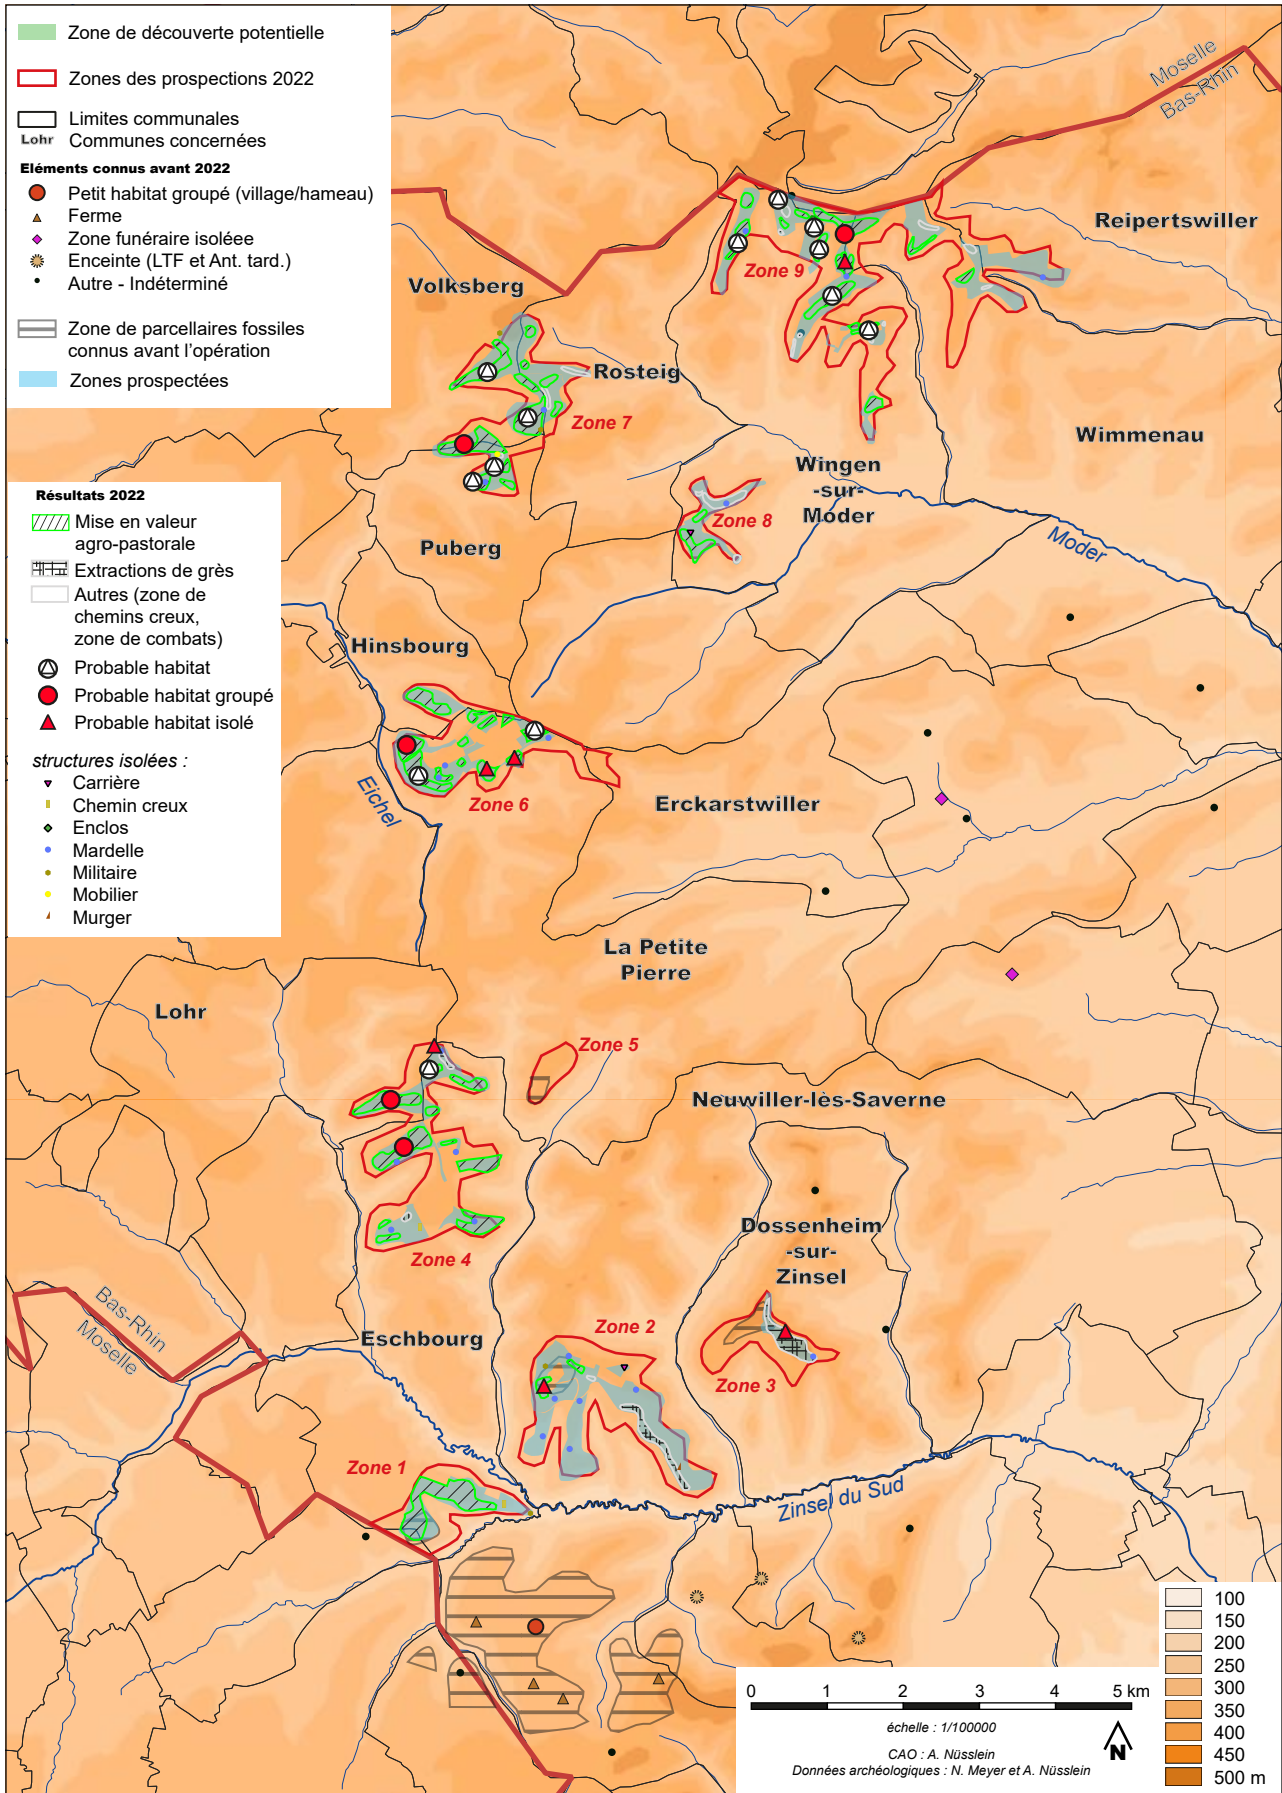 Zone de découverte potentielle
Zones des prospections 2022
Limites communales
Lohr Communes concernées
Eléments connus avant 2022
Petit habitat groupé (village/hameau)
Ferme
Zone funéraire isoléee
Enceinte (LTF et Ant. tard.)
Autre - Indéterminé
Zone de parcellaires fossiles
connus avant l'opération
Zones prospectées
Résultats 2022
Mise en valeur
agro-pastorale
Extractions de grès
Autres (zone de
chemins creux,
zone de combats)
Probable habitat
Probable habitat groupé
Probable habitat isolé
structures isolées :
Carrière
Chemin creux
Enclos
Mardelle
Militaire
Mobilier
Murger
Moselle
Bas-Rhin
Reipertswiller
Zone 9
Volksberg
Rosteig
Zone 7
Wimmenau
Wingen
-sur-
Moder
Zone 8
Puberg
Moder
Hinsbourg
Eichel
Zone 6
Erckarstwiller
La Petite
Pierre
Lohr
Zone 5
Neuwiller-lès-Saverne
Dossenheim
-sur-
Zinsel
Zone 4
Bas-Rhin
Moselle
Eschbourg
Zone 2
Zone 3
Zone 1
Zinsel du Sud
0 1 2 3 4 5 km
échelle : 1/100000
CAO : A. Nüsslein
Données archéologiques : N. Meyer et A. Nüsslein
N
100
150
200
250
300
350
400
450
500 m